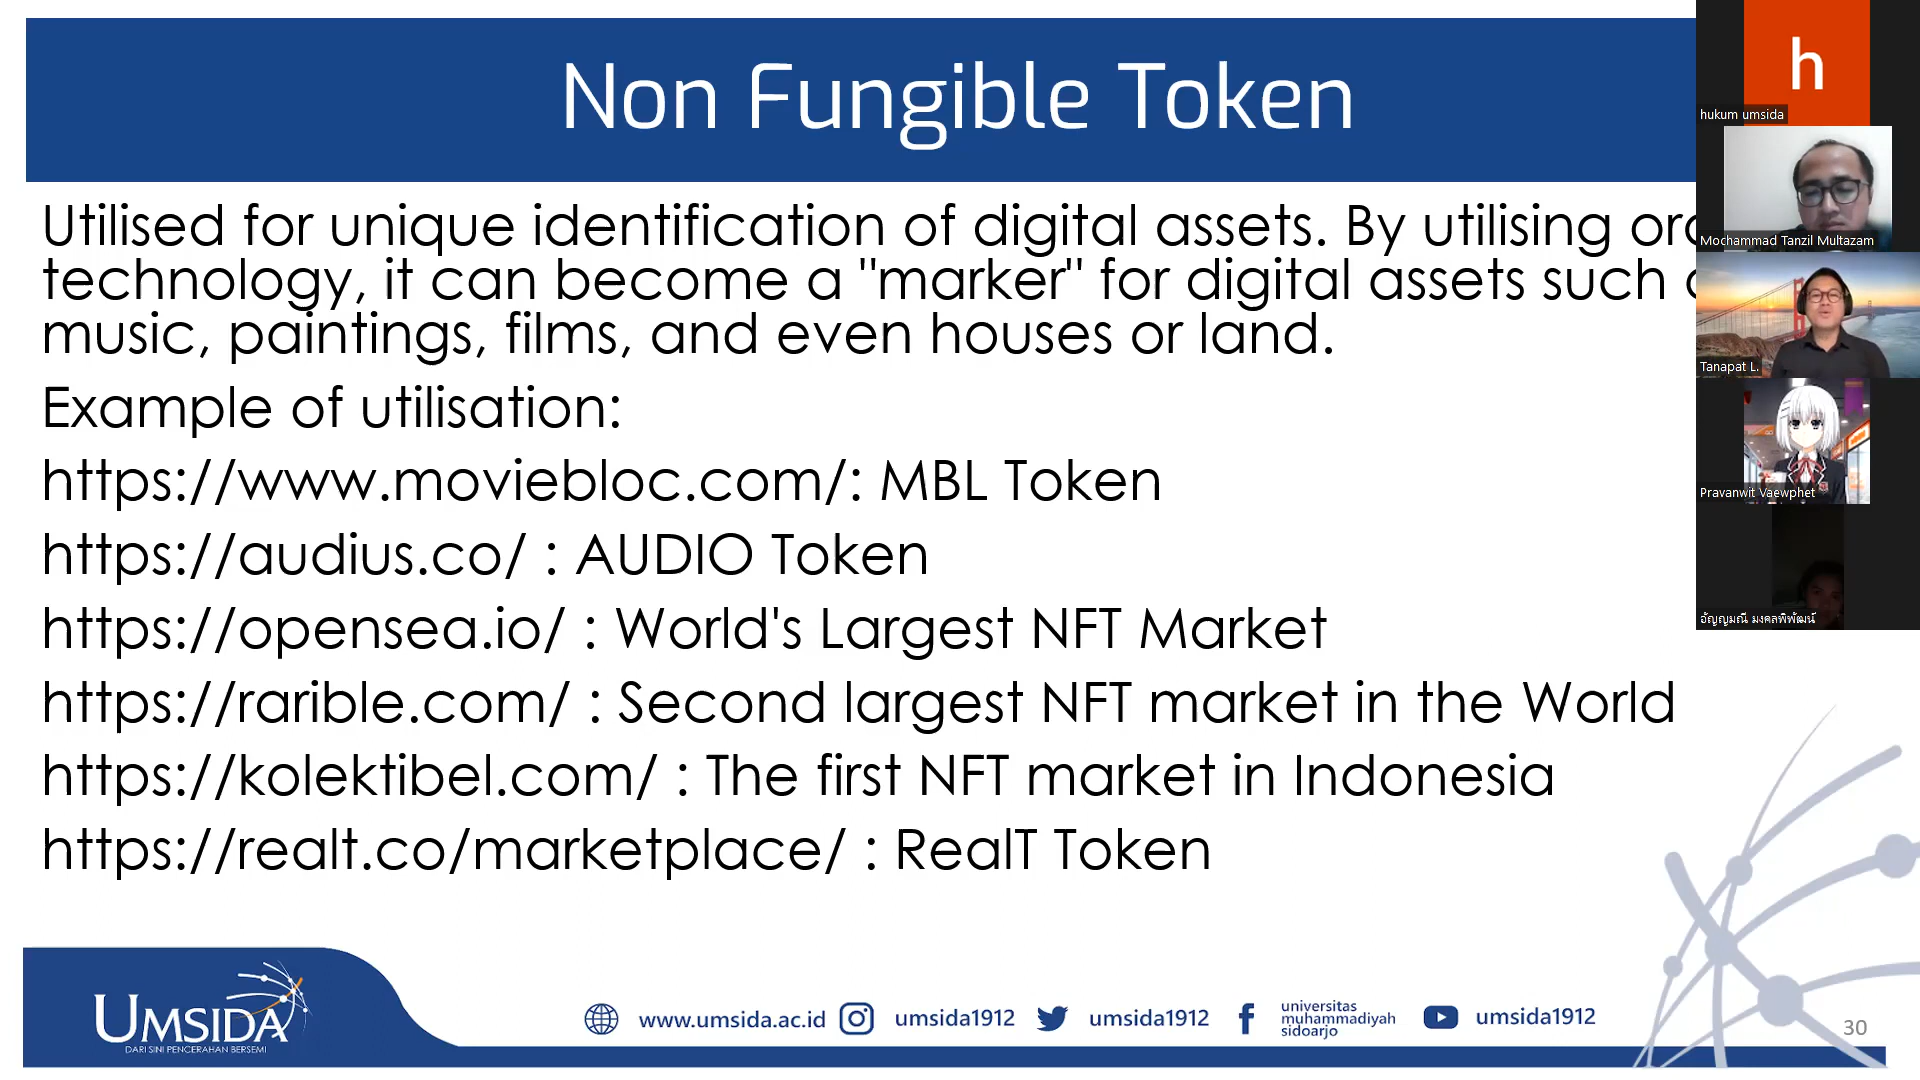 Non Fungible Token
Utilised for unique identification of digital assets. By utilising
technology, it can become a "marker" for digital assets such
music, paintings, films, and even houses or land.
Example of utilisation:
https://www.moviebloc.com/: MBL Token
https://audius.co/ : AUDIO Token
https://opensea.io/ : World's Largest NFT Market
https://rarible.com/ : Second largest NFT market in the World
https://kolektibel.com/ : The first NFT market in Indonesia
https://realt.co/marketplace/ : RealT Token
UMSIDA
DARI SINI PENCERAHAN BERSEMI
www.umsida.ac.id
umsida1912
umsida1912
universitas
muhammadiyah
sidoarjo
umsida1912
30
h
hukum umsida
Mochammad Tanzil Multazam
Tanapat L.
Pravanwit Vaewphet
อัญญมณี มงคลพิพัฒน์